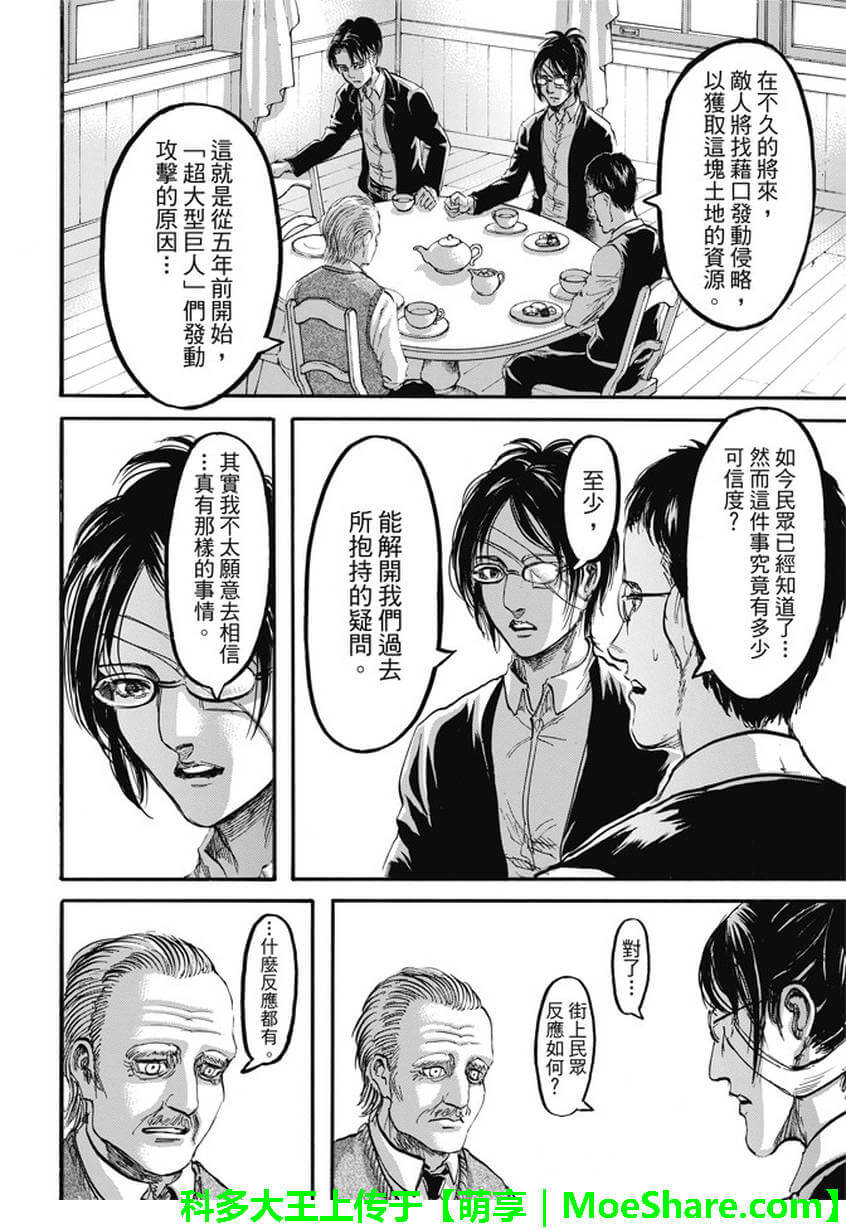 在不久的將來，
敵人將找藉口發動侵略，
以獲取這塊土地的資源。
這就是從五年前開始，
「超大型巨人」們發動
攻擊的原因…
如今民眾已經知道了…
然而這件事究竟有多少
可信度？
至少，
能解開我們過去
所抱持的疑問。
其實我不太願意去相信
…真有那樣的事情。
對了…
街上民眾
反應如何？
…什麼反應都有。
科多大王上传于【萌享｜MoeShare.com】